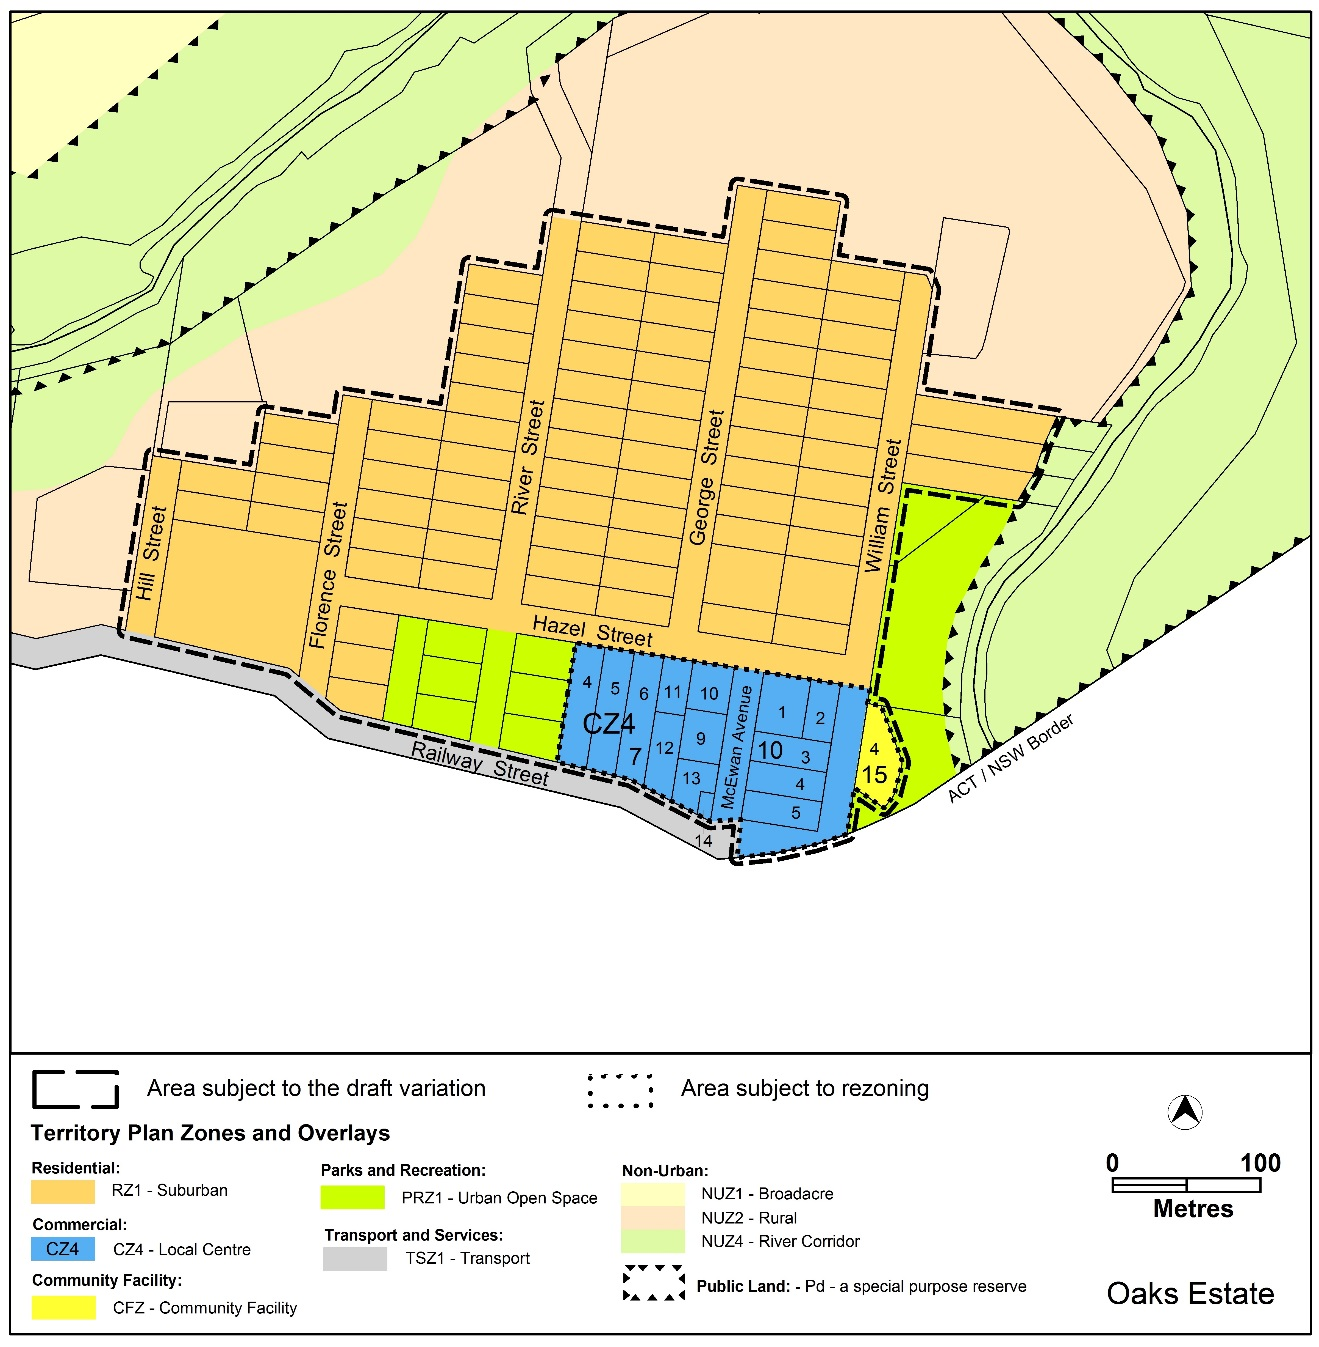 River Street
George Street
William Street
Hill Street
Florence Street
Hazel Street
4
5
6
11
10
CZ4
7
12
9
13
McEwan Avenue
1
2
10
3
4
5
4
15
14
Railway Street
ACT / NSW Border
Area subject to the draft variation
Area subject to rezoning
Territory Plan Zones and Overlays
Residential:
RZ1 - Suburban
Commercial:
CZ4
CZ4 - Local Centre
Community Facility:
CFZ - Community Facility
Parks and Recreation:
PRZ1 - Urban Open Space
Transport and Services:
TSZ1 - Transport
Non-Urban:
NUZ1 - Broadacre
NUZ2 - Rural
NUZ4 - River Corridor
Public Land: - Pd - a special purpose reserve
0 100
Metres
Oaks Estate